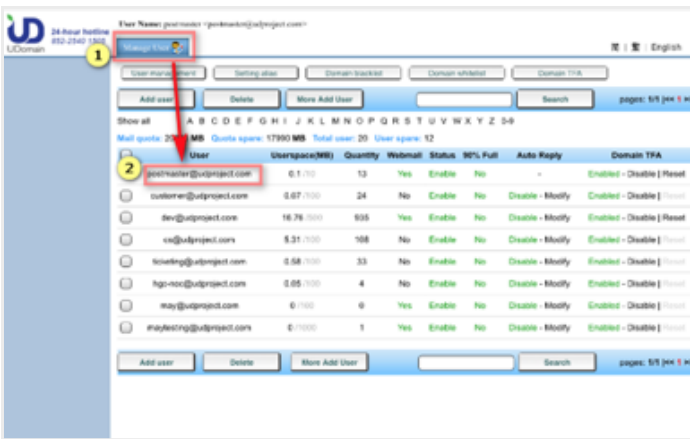 User Name: postmaster <postmaster@udproject.com>
UDomain
24-hour hotline
852-2540 1568
Manage User
1
简 | 繁 | English
User management
Setting alias
Domain blacklist
Domain whitelist
Domain TFA
Add user Delete More Add User Search pages: 1/1 |<< 1
Show all A B C D E F G H I J K L M N O P Q R S T U V W X Y Z 0-9
Mail quota: MB Quota spare: 17990 MB Total user: 20 User spare: 12
User Userspace(MB) Quantity Webmail Status 90% Full Auto Reply Domain TFA
2
postmaster@udproject.com 0.1 /10 13 Yes Enable No - Enabled - Disable | Reset
customer@udproject.com 0.67 /100 24 No Enable No Disable - Modify Enabled - Disable | Reset
dev@udproject.com 16.76 /500 935 Yes Enable No Disable - Modify Enabled - Disable | Reset
cs@udproject.com 5.31 /100 108 No Enable No Disable - Modify Enabled - Disable | Reset
ticketing@udproject.com 0.58 /100 33 No Enable No Disable - Modify Enabled - Disable | Reset
hgc-noc@udproject.com 0.05 /100 4 No Enable No Disable - Modify Enabled - Disable | Reset
may@udproject.com 0 /100 0 Yes Enable No Disable - Modify Enabled - Disable | Reset
maytesting@udproject.com 0 /1000 1 Yes Enable No Disable - Modify Enabled - Disable | Reset
Add user Delete More Add User Search pages: 1/1 |<< 1